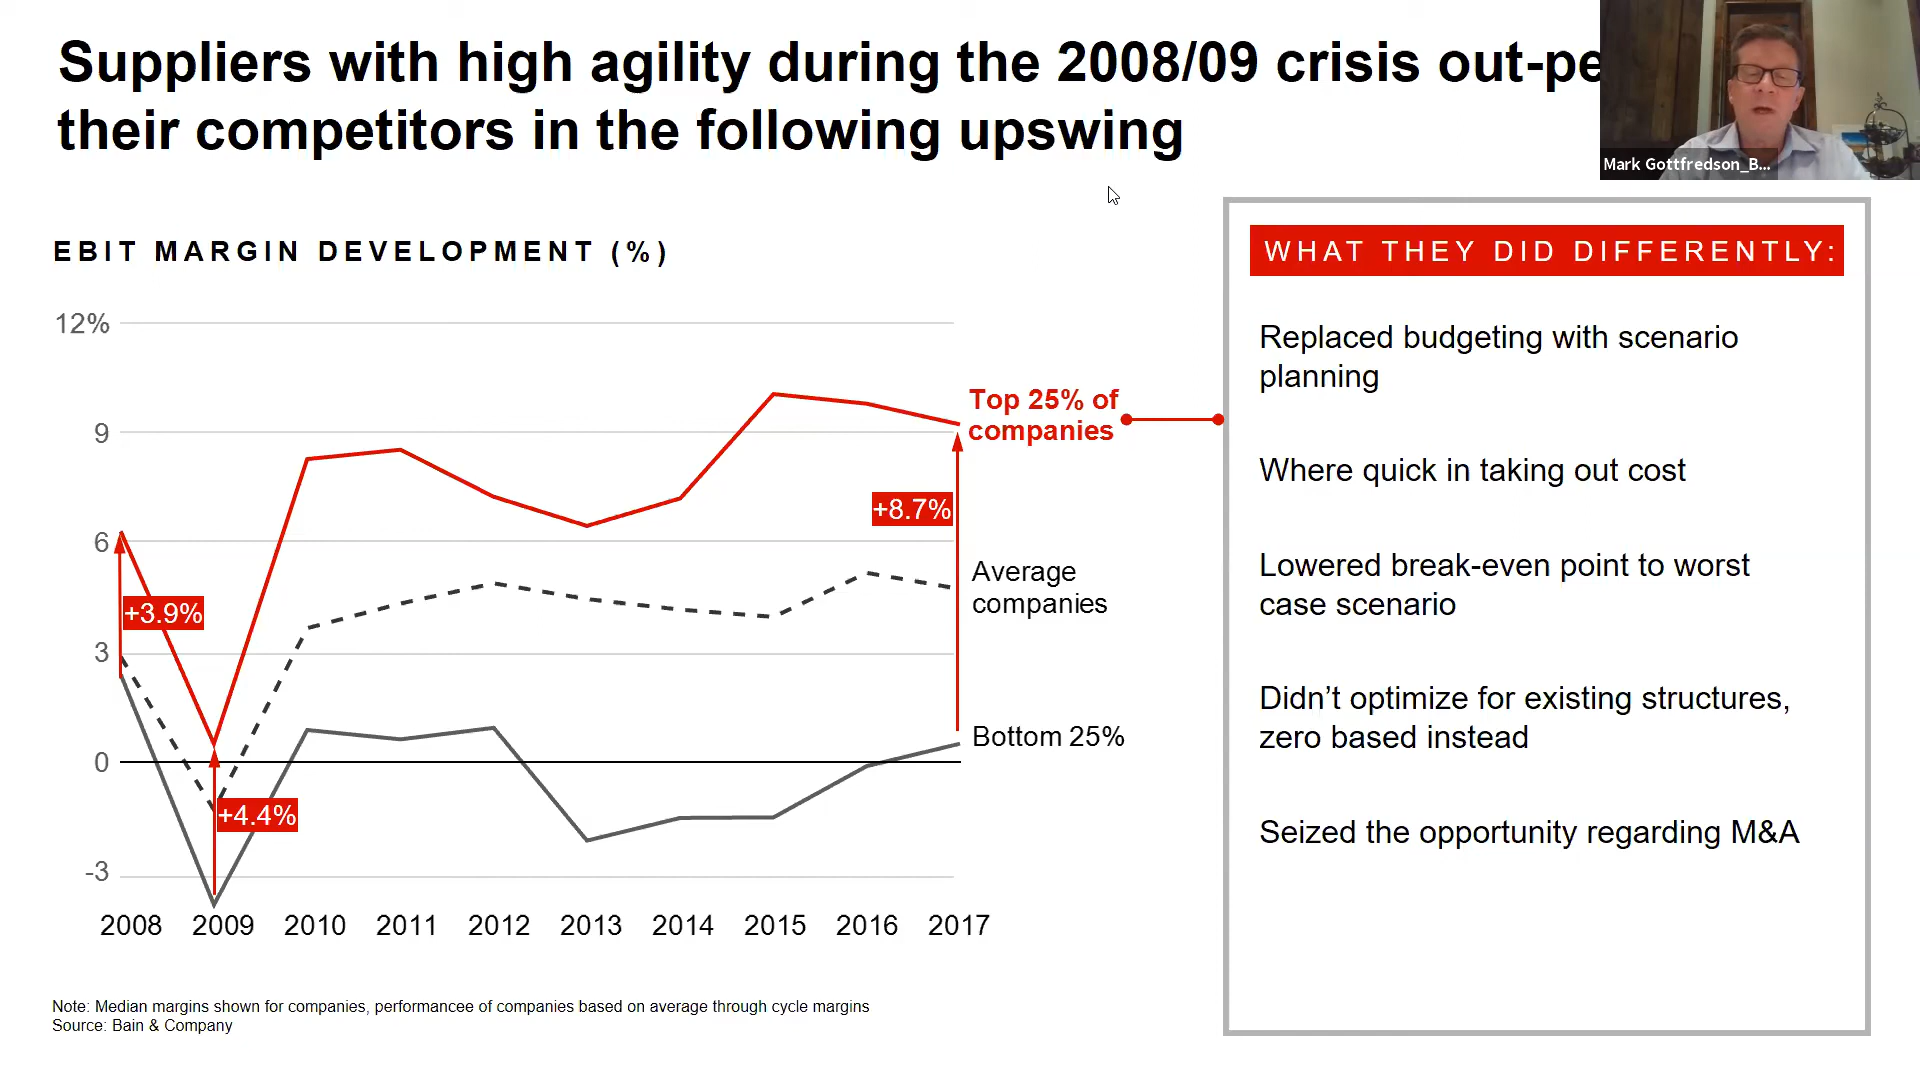 Suppliers with high agility during the 2008/09 crisis out-pe
their competitors in the following upswing
Mark Gottfredson_B...
EBIT MARGIN DEVELOPMENT (%)
12%
9
6
3
0
-3
+3.9%
+4.4%
+8.7%
Top 25% of
companies
Average
companies
Bottom 25%
2008 2009 2010 2011 2012 2013 2014 2015 2016 2017
WHAT THEY DID DIFFERENTLY:
Replaced budgeting with scenario
planning
Where quick in taking out cost
Lowered break-even point to worst
case scenario
Didn’t optimize for existing structures,
zero based instead
Seized the opportunity regarding M&A
Note: Median margins shown for companies, performancee of companies based on average through cycle margins
Source: Bain & Company